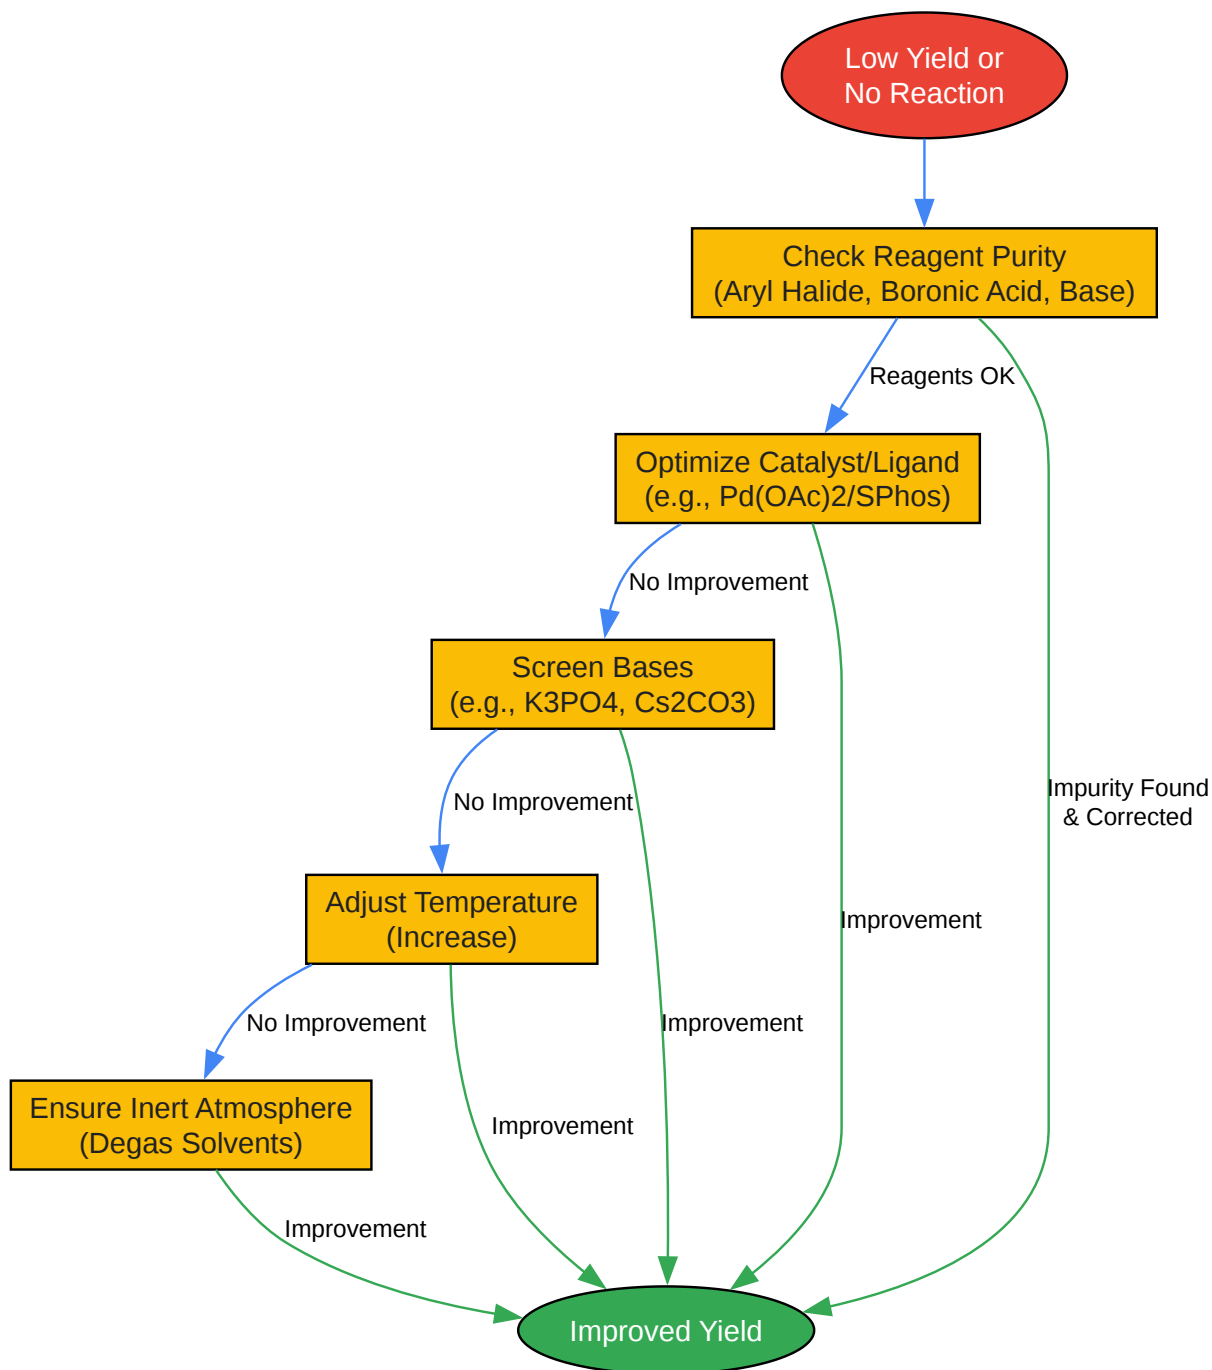 Low Yield or
No Reaction
Check Reagent Purity
(Aryl Halide, Boronic Acid, Base)
Reagents OK
Optimize Catalyst/Ligand
(e.g., Pd(OAc)2/SPhos)
No Improvement
Screen Bases
(e.g., K3PO4, Cs2CO3)
No Improvement
Impurity Found
& Corrected
Adjust Temperature
(Increase)
Improvement
No Improvement
Improvement
Ensure Inert Atmosphere
(Degas Solvents)
Improvement
Improvement
Improved Yield